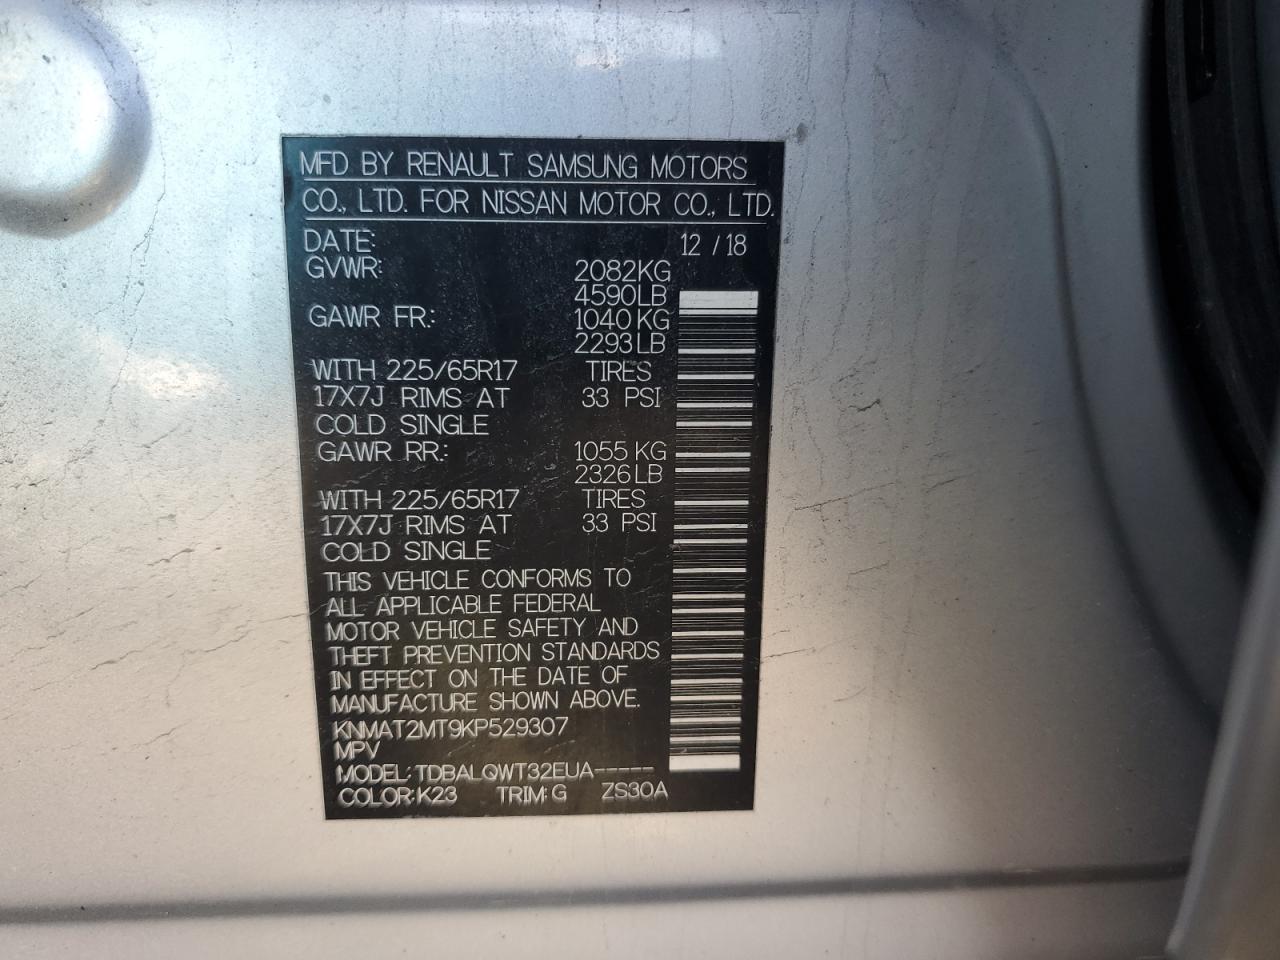 MFD BY RENAULT SAMSUNG MOTORS
CO., LTD. FOR NISSAN MOTOR CO., LTD.
DATE: 12 / 18
GVWR: 2082KG
4590LB
GAWR FR.: 1040 KG
2293LB
WITH 225/65R17 TIRES
17X7J RIMS AT 33 PSI
COLD SINGLE
GAWR RR.: 1055 KG
2326LB
WITH 225/65R17 TIRES
17X7J RIMS AT 33 PSI
COLD SINGLE
THIS VEHICLE CONFORMS TO
ALL APPLICABLE FEDERAL
MOTOR VEHICLE SAFETY AND
THEFT PREVENTION STANDARDS
IN EFFECT ON THE DATE OF
MANUFACTURE SHOWN ABOVE.
KNMAT2MT9KP529307
MPV
MODEL: TDBALQWT32EUA-----
COLOR: K23 TRIM: G ZS30A